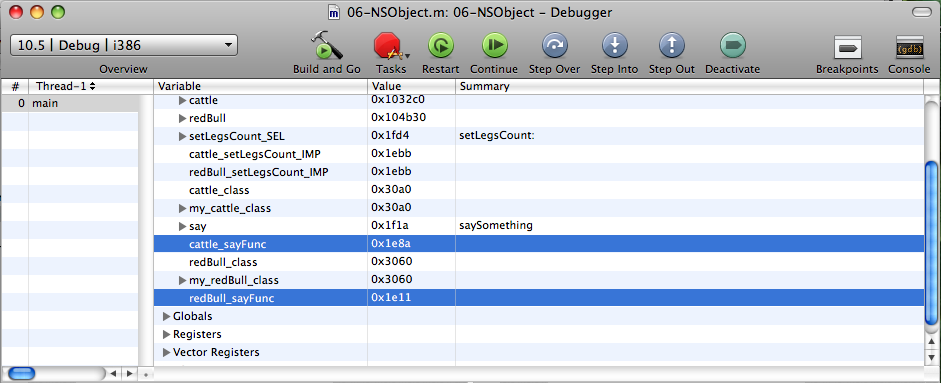 06-NSObject.m: 06-NSObject - Debugger
10.5 | Debug | i386
Overview Build and Go Tasks Restart Continue Step Over Step Into Step Out Deactivate Breakpoints {gdb} Console
# Thread-1 Variable Value Summary
0 main
cattle 0x1032c0
redBull 0x104b30
setLegsCount_SEL 0x1fd4 setLegsCount:
cattle_setLegsCount_IMP 0x1ebb
redBull_setLegsCount_IMP 0x1ebb
cattle_class 0x30a0
my_cattle_class 0x30a0
say 0x1f1a saySomething
cattle_sayFunc 0x1e8a
redBull_class 0x3060
my_redBull_class 0x3060
redBull_sayFunc 0x1e11
Globals
Registers
Vector Registers